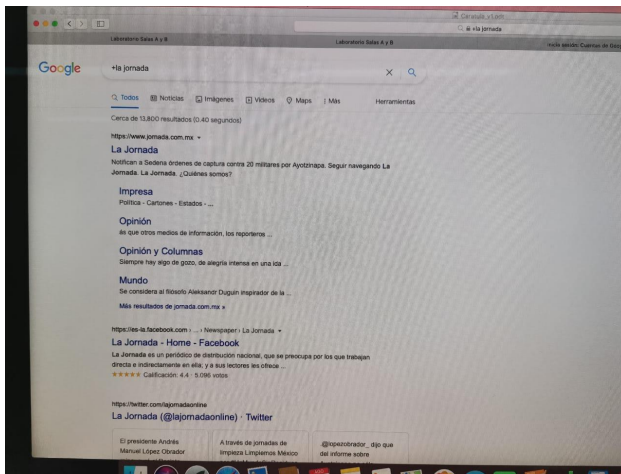 Caratula_v1.pdf
+la jornada
Laboratorio Salas A y B
Laboratorio Salas A y B
Inicia sesión: Cuentas de Goo
Google
+la jornada
Todos
Noticias
Imágenes
Videos
Maps
Más
Herramientas
Cerca de 13,800 resultados (0.40 segundos)
https://www.jornada.com.mx
La Jornada
Notifican a Sedena órdenes de captura contra 20 militares por Ayotzinapa. Seguir navegando La
Jornada. La Jornada. ¿Quiénes somos?
Impresa
Política - Cartones - Estados - ...
Opinión
ás que otros medios de información, los reporteros ...
Opinión y Columnas
Siempre hay algo de gozo, de alegría intensa en una ida ...
Mundo
Se considera al filósofo Aleksandr Duguin inspirador de la ...
Más resultados de jornada.com.mx »
https://es-la.facebook.com › ... › Newspaper › La Jornada
La Jornada - Home - Facebook
La Jornada es un periódico de distribución nacional, que se preocupa por los que trabajan
directa e indirectamente en ella; y a sus lectores les ofrece ...
Calificación: 4.4 · 5.096 votos
https://twitter.com/lajornadaonline
La Jornada (@lajornadaonline) · Twitter
El presidente Andrés
Manuel López Obrador
A través de jornadas de
limpieza Limpiemos México
@lopezobrador_ dijo que
del informe sobre